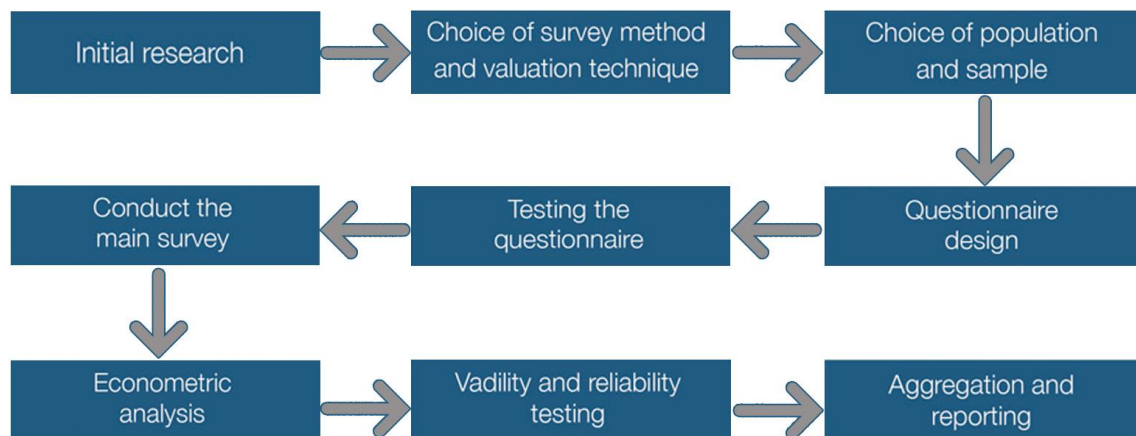 Initial research
Choice of survey method
and valuation technique
Choice of population
and sample
Questionnaire
design
Testing the
questionnaire
Conduct the
main survey
Econometric
analysis
Vadility and reliability
testing
Aggregation and
reporting